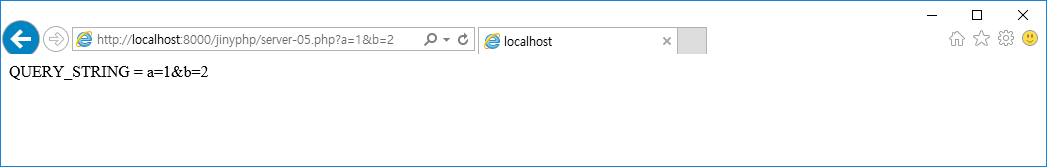 http://localhost:8000/jinyphp/server-05.php?a=1&b=2
localhost
QUERY_STRING = a=1&b=2